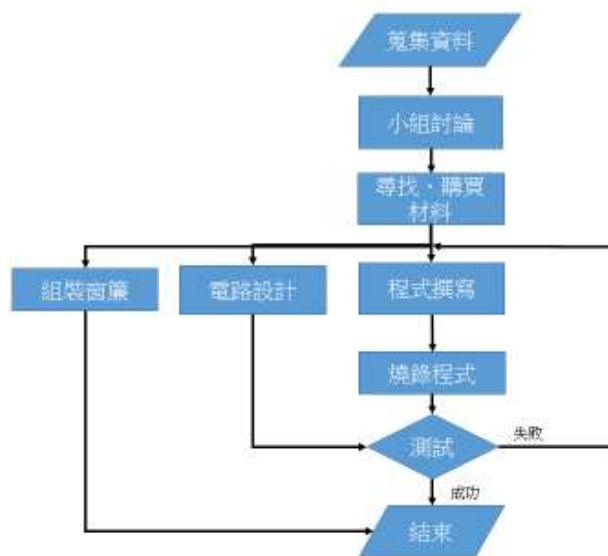 蒐集資料
小組討論
尋找、購買
材料
組裝窗簾
電路設計
程式撰寫
燒錄程式
測試
失敗
成功
結束